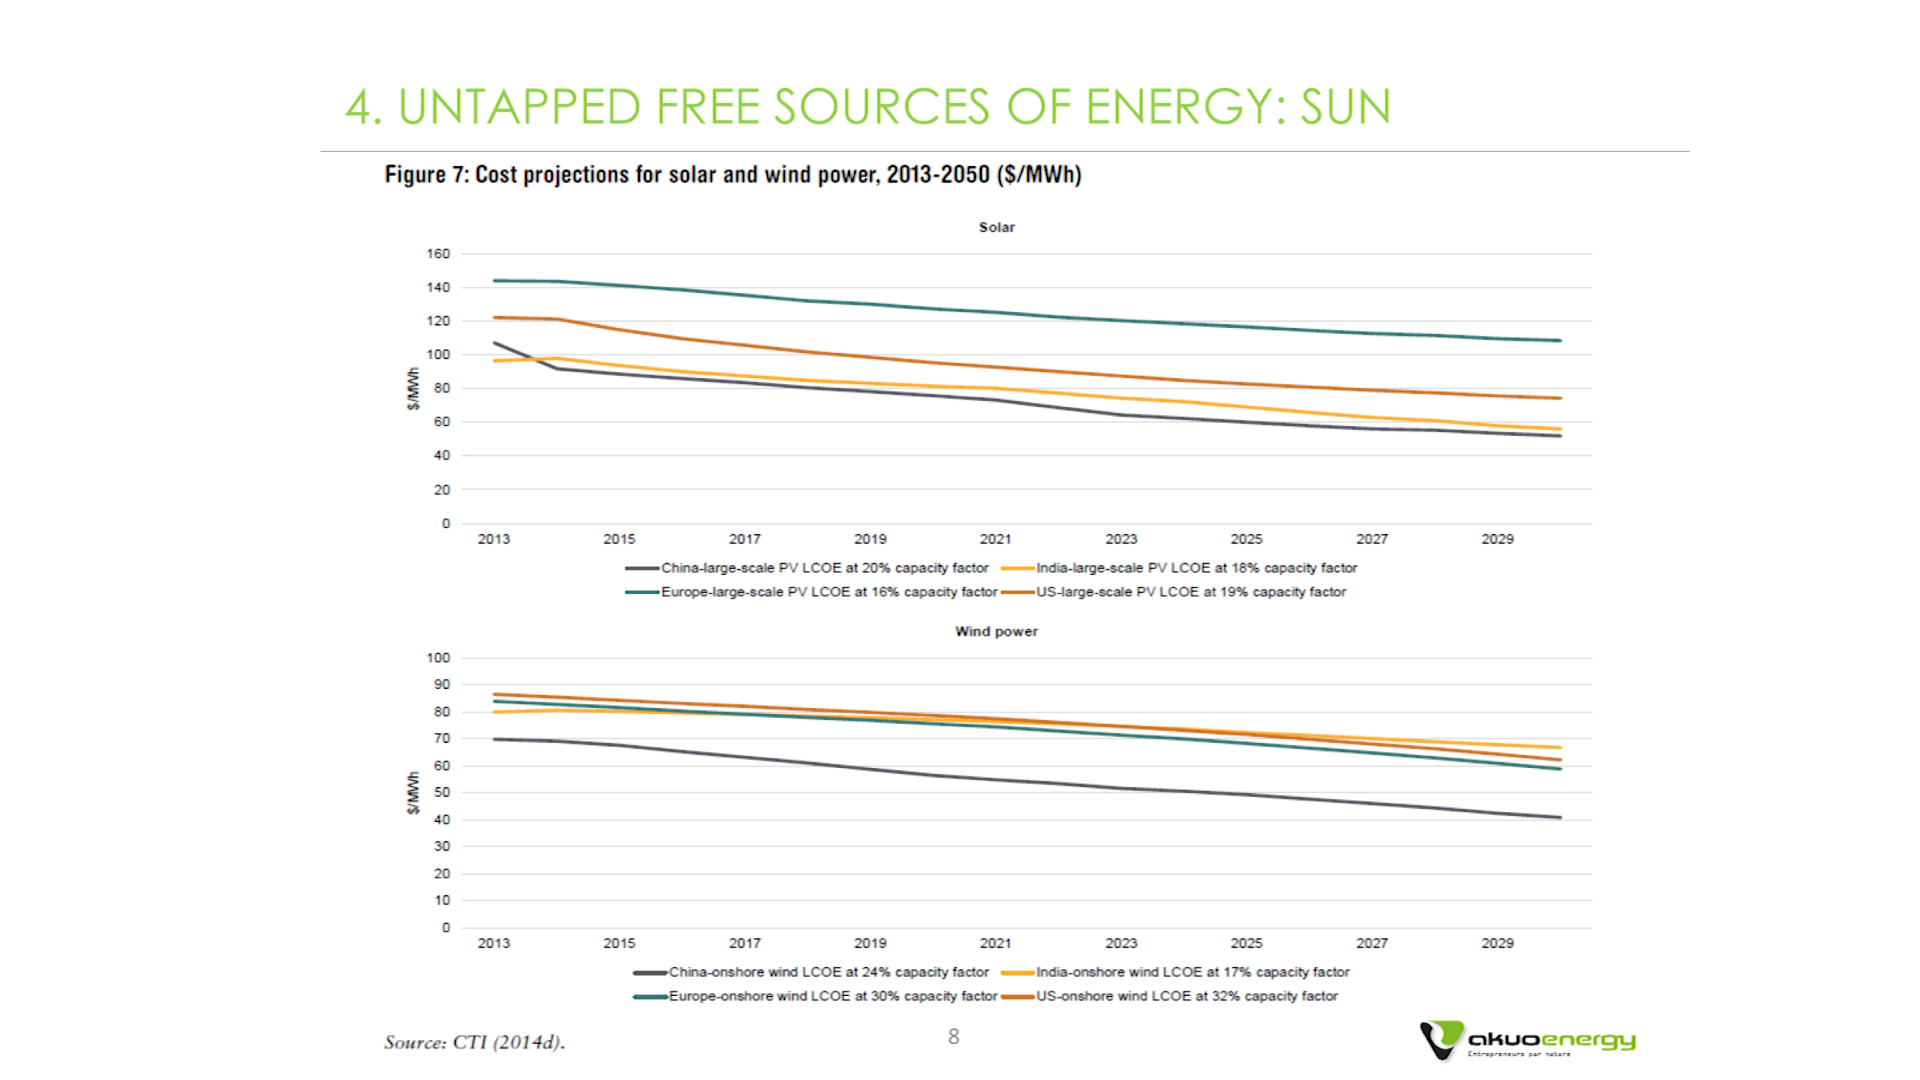 4. UNTAPPED FREE SOURCES OF ENERGY: SUN
Figure 7: Cost projections for solar and wind power, 2013-2050 ($/MWh)
Solar
160
140
120
100
80
60
40
20
0
$/MWh
2013 2015 2017 2019 2021 2023 2025 2027 2029
China-large-scale PV LCOE at 20% capacity factor India-large-scale PV LCOE at 18% capacity factor
Europe-large-scale PV LCOE at 16% capacity factor US-large-scale PV LCOE at 19% capacity factor
Wind power
100
90
80
70
60
50
40
30
20
10
0
$/MWh
2013 2015 2017 2019 2021 2023 2025 2027 2029
China-onshore wind LCOE at 24% capacity factor India-onshore wind LCOE at 17% capacity factor
Europe-onshore wind LCOE at 30% capacity factor US-onshore wind LCOE at 32% capacity factor
Source: CTI (2014d).
8
akuoenergy
Entrepreneurs par nature